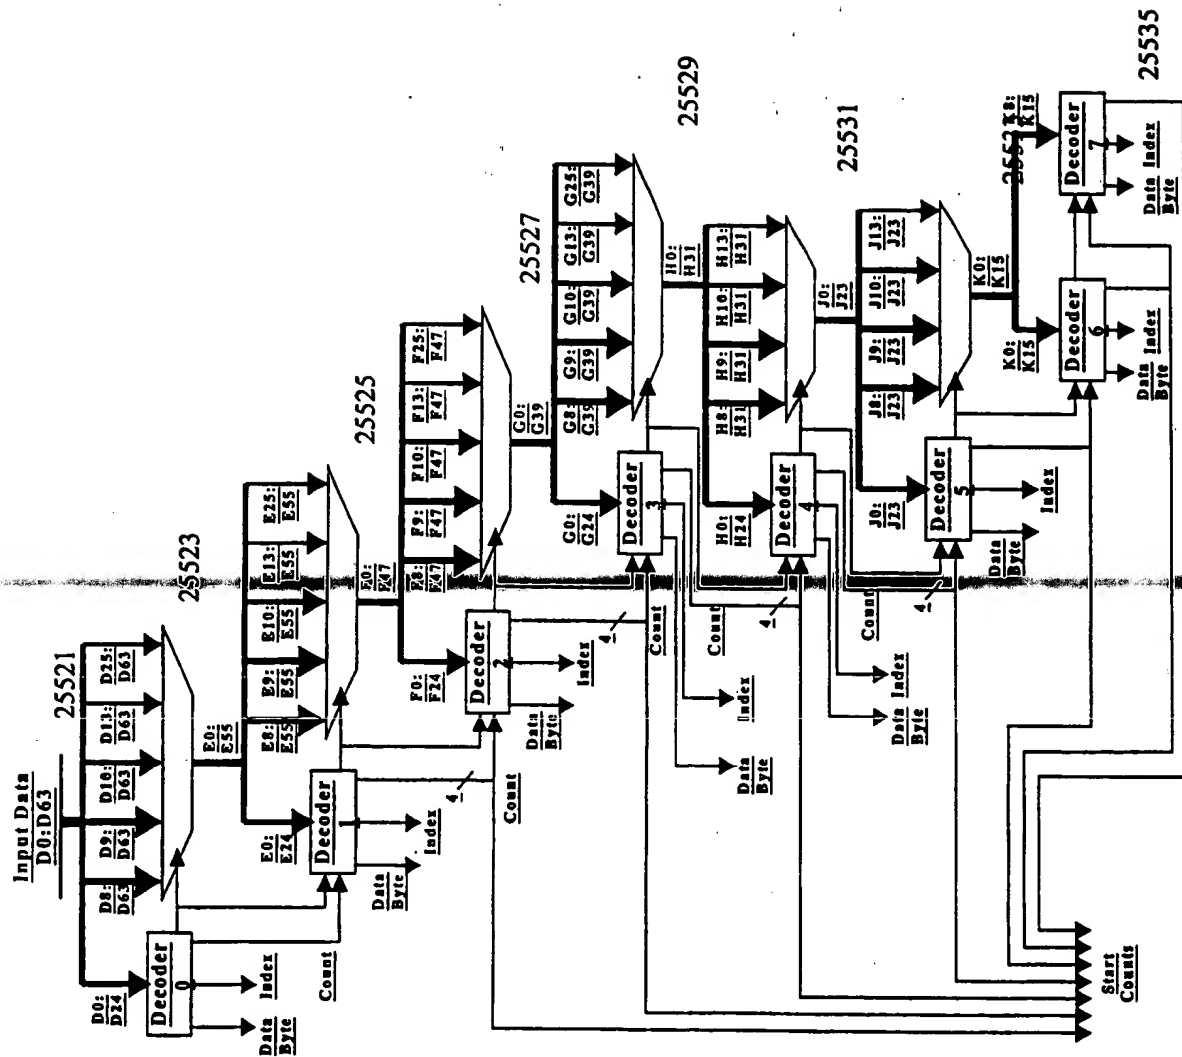 Input Data
D0:D63
25521
D0:
D24
D8:
D63
D9:
D63
D10:
D63
D13:
D63
D25:
D63
Decoder
0
Data
Byte
Index
Count
E0:
E55
25523
E0:
E24
E8:
E55
E9:
E55
E10:
E55
E13:
E55
E25:
E55
Decoder
1
Data
Byte
Index
4
Count
25525
F0:
F24
F9:
F47
F10:
F47
F13:
F47
F25:
F47
Decoder
2
Data
Byte
Index
4
Count
G0:
G39
25527
G0:
G24
G8:
G39
G9:
G39
G10:
G39
G13:
G39
G25:
G39
Decoder
3
Data
Byte
Index
Count
4
H0:
H31
25529
H0:
H24
H8:
H31
H9:
H31
H10:
H31
H13:
H31
Decoder
4
Data
Byte
Index
Count
4
J0:
J23
25531
J0:
J23
J8:
J23
J9:
J23
J10:
J23
J13:
J23
Decoder
5
Data
Byte
Index
K0:
K15
K0:
K15
K8:
K15
Decoder
6
Data
Byte
Index
Decoder
7
Data
Byte
Index
25535
Start
Counts